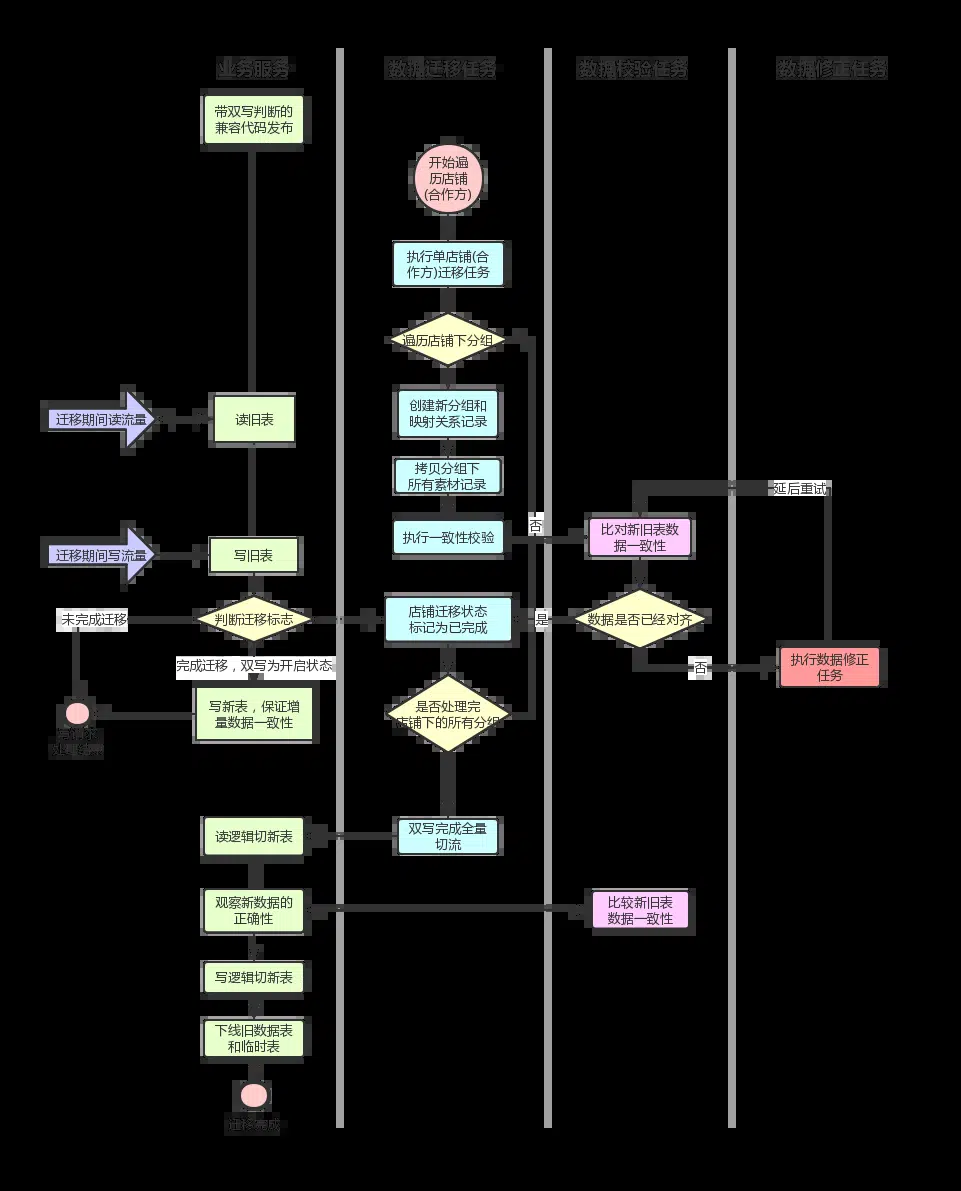 业务服务
数据迁移任务
数据校验任务
数据修正任务
带双写判断的
兼容代码发布
开始遍
历店铺
(合作方)
执行单店铺(合
作方)迁移任务
遍历店铺下分组
创建新分组和
映射关系记录
迁移期间读流量
读旧表
拷贝分组下
所有素材记录
延后重试
否
执行一致性校验
比对新旧表数
据一致性
迁移期间写流量
写旧表
未完成迁移
判断迁移标志
店铺迁移状态
标记为已完成
是
数据是否已经对齐
完成迁移，双写为开启状态
否
执行数据修正
任务
写新表，保证增
量数据一致性
是否处理完
店铺下的所有分组
读逻辑切新表
双写完成全量
切流
观察新数据的
正确性
比较新旧表
数据一致性
写逻辑切新表
下线旧数据表
和临时表
迁移完成